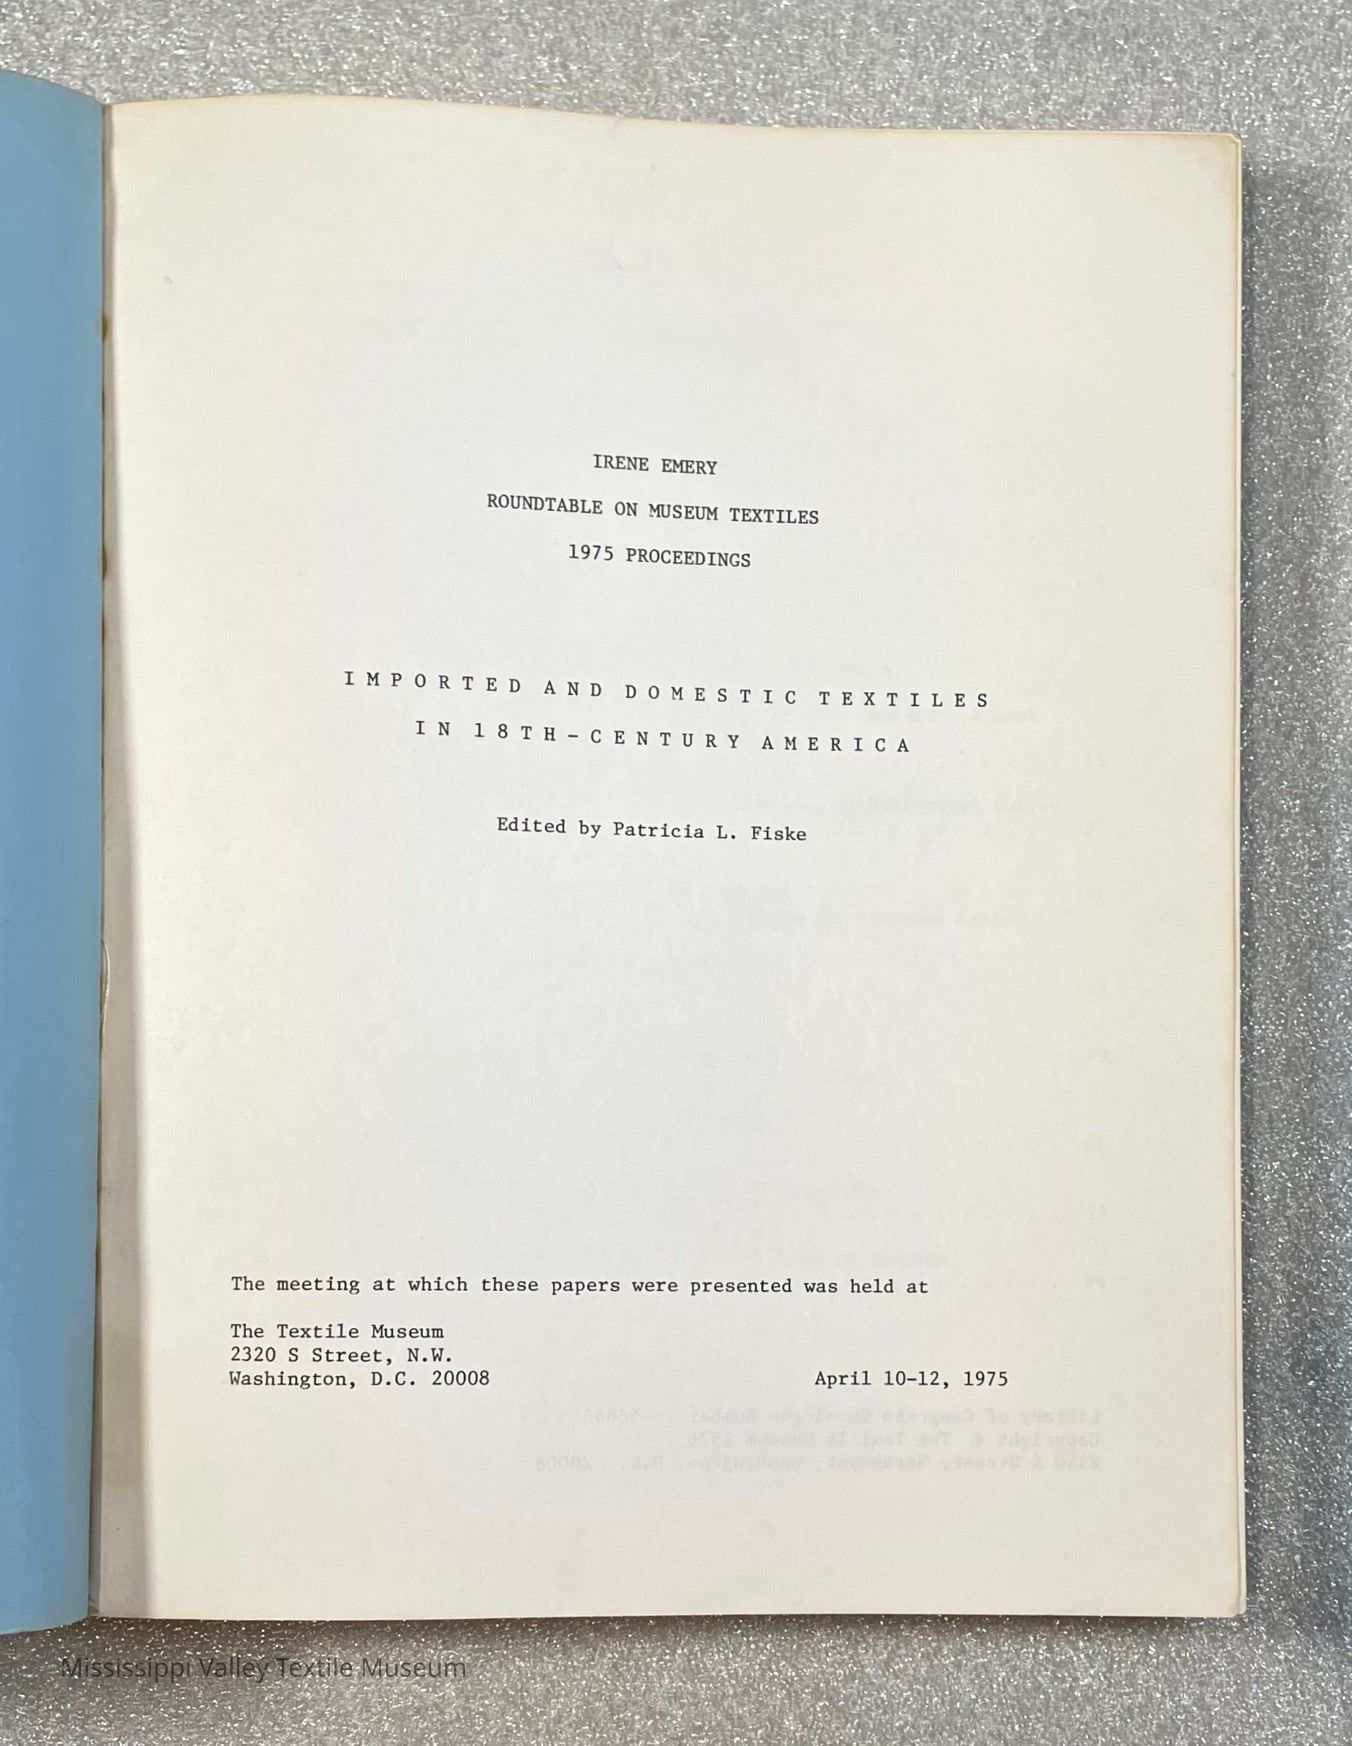 IRENE EMERY
ROUNDTABLE ON MUSEUM TEXTILES
1975 PROCEEDINGS
IMPORTED AND DOMESTIC TEXTILES
IN 18TH-CENTURY AMERICA
Edited by Patricia L. Fiske
The meeting at which these papers were presented was held at
The Textile Museum
2320 S Street, N.W.
Washington, D.C. 20008
April 10-12, 1975
Mississippi Valley Textile Museum